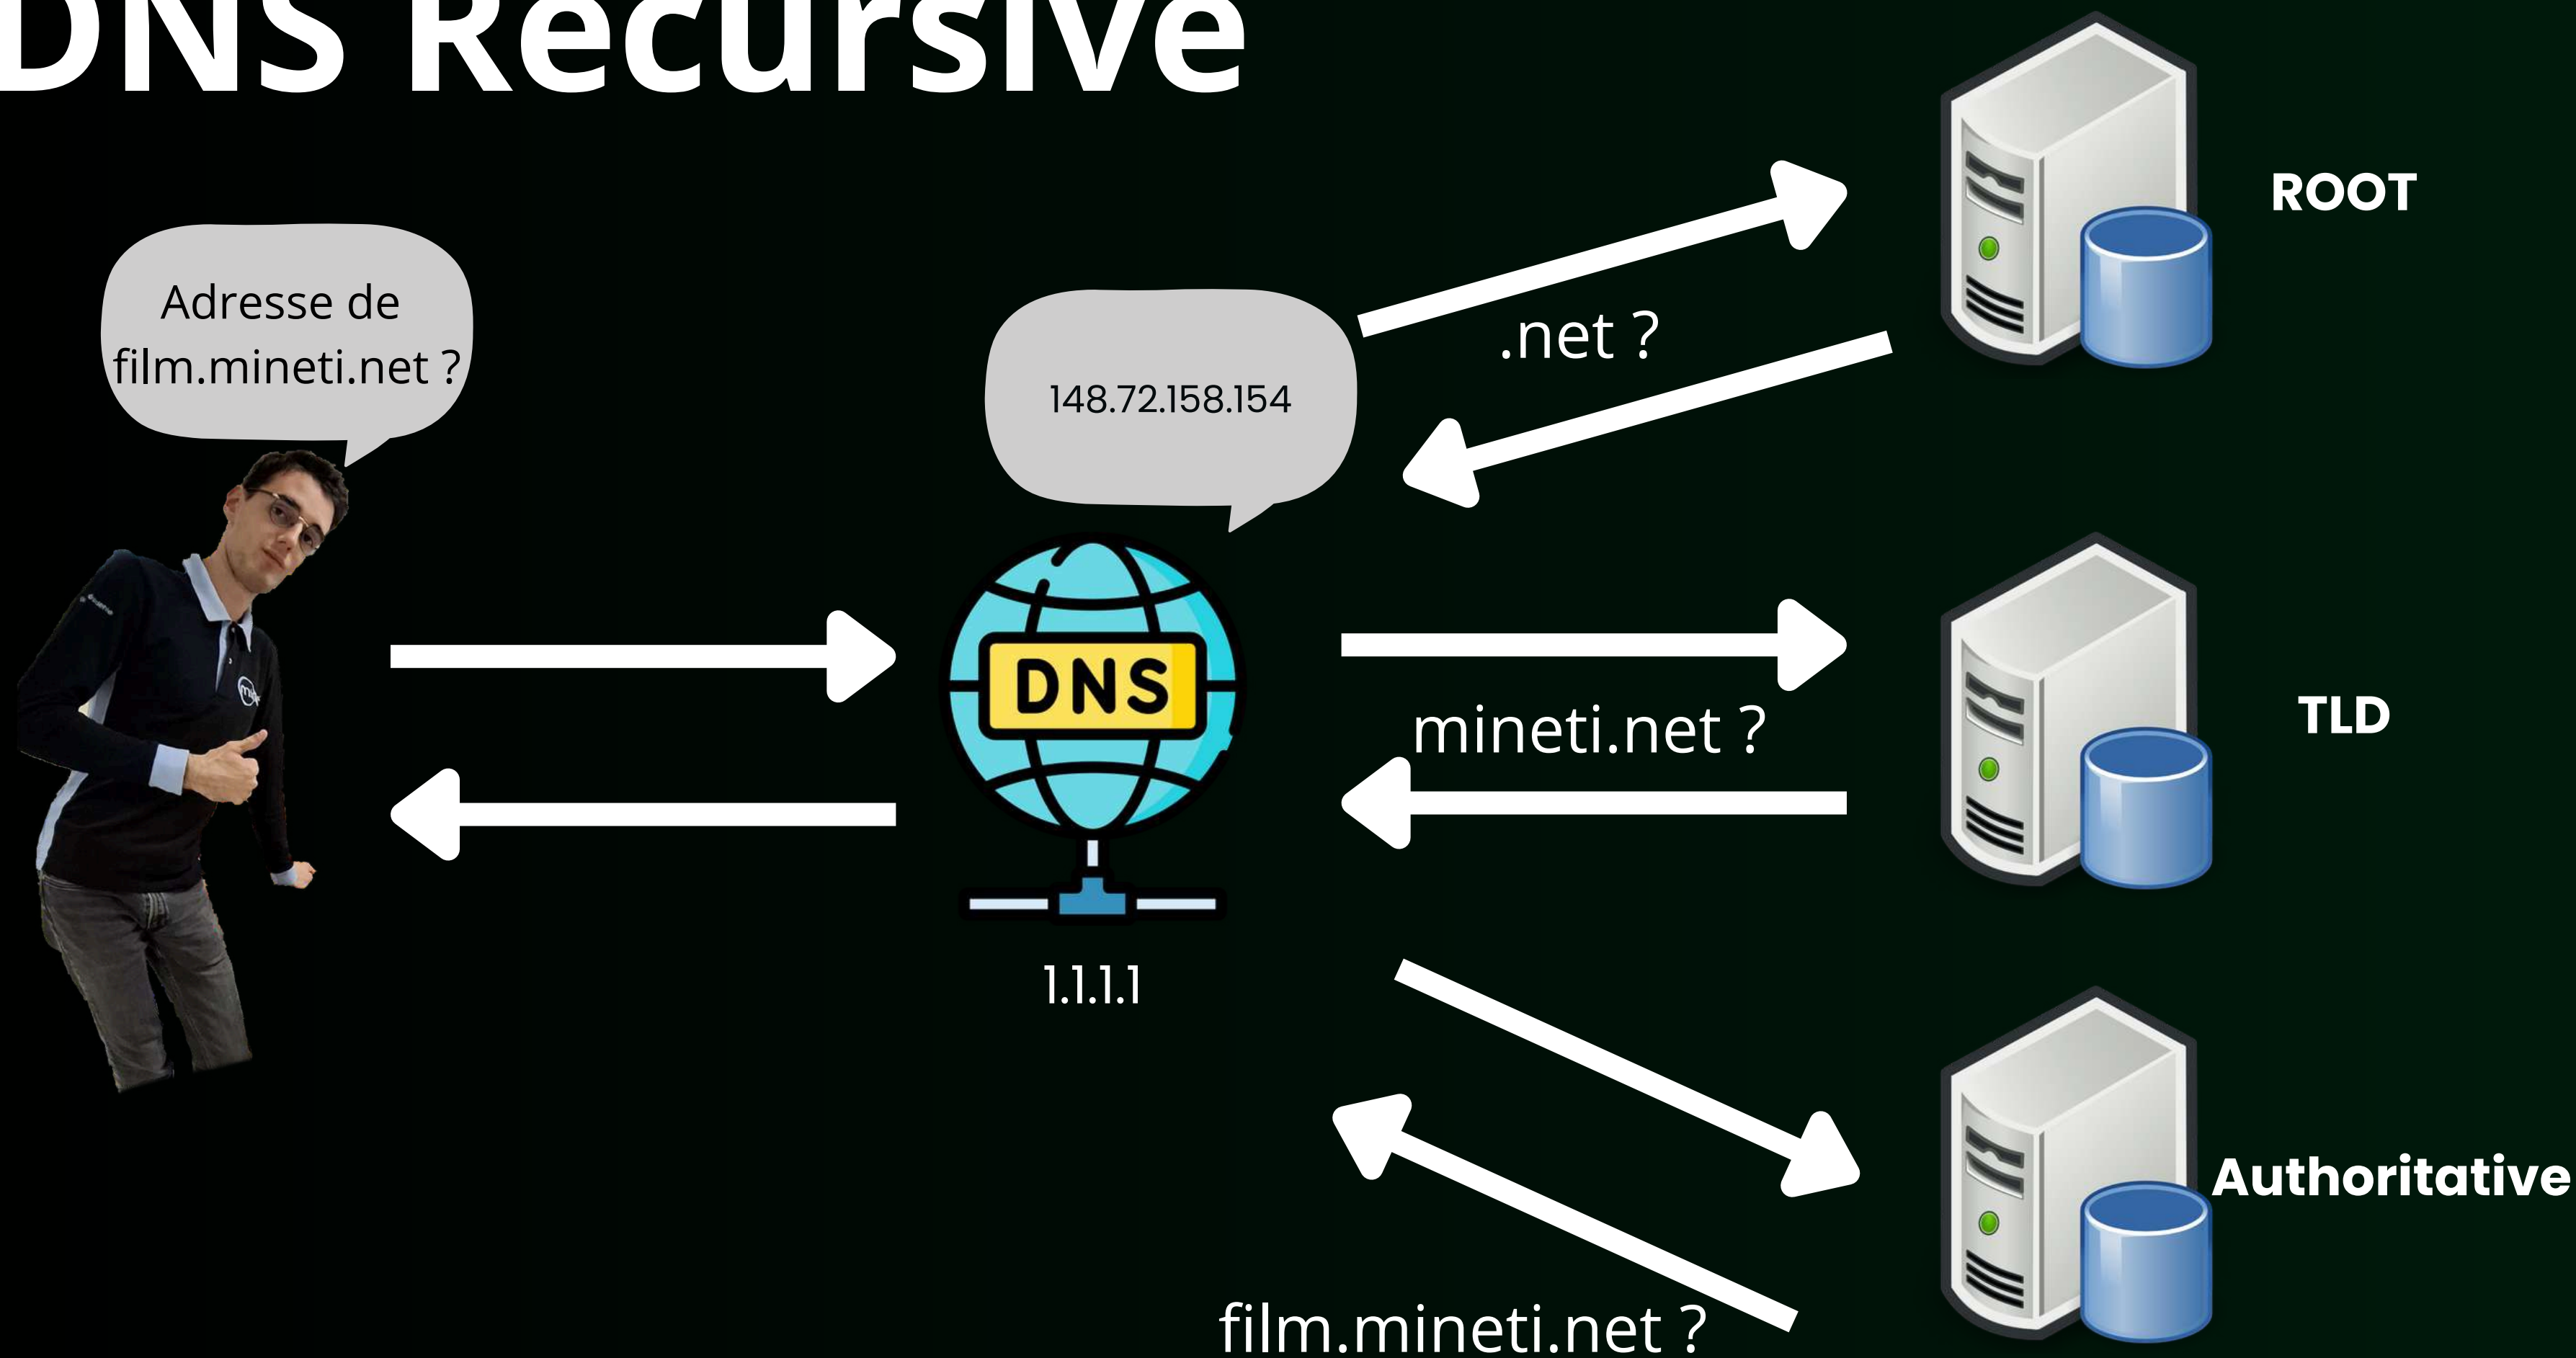 DNS Recursive
ROOT
Adresse de
film.mineti.net ?
.net ?
148.72.158.154
DNS
mineti.net ?
TLD
1.1.1.1
Authoritative
film.mineti.net ?